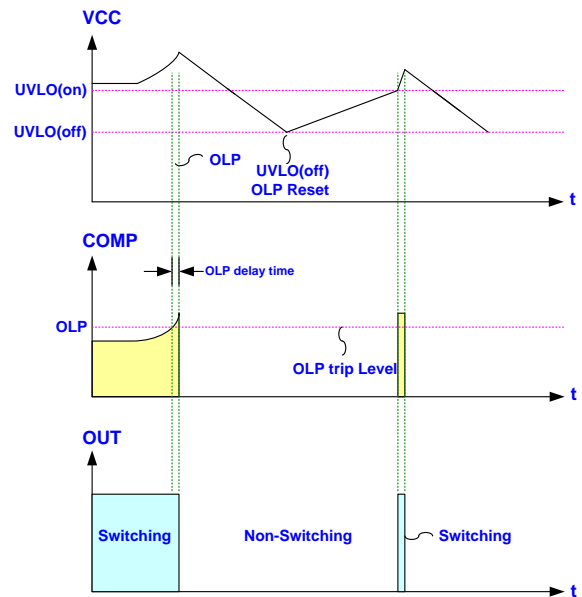 VCC
UVLO(on)
UVLO(off)
OLP
UVLO(off)
OLP Reset
t
COMP
OLP delay time
OLP
OLP trip Level
t
OUT
Switching
Non-Switching
Switching
t